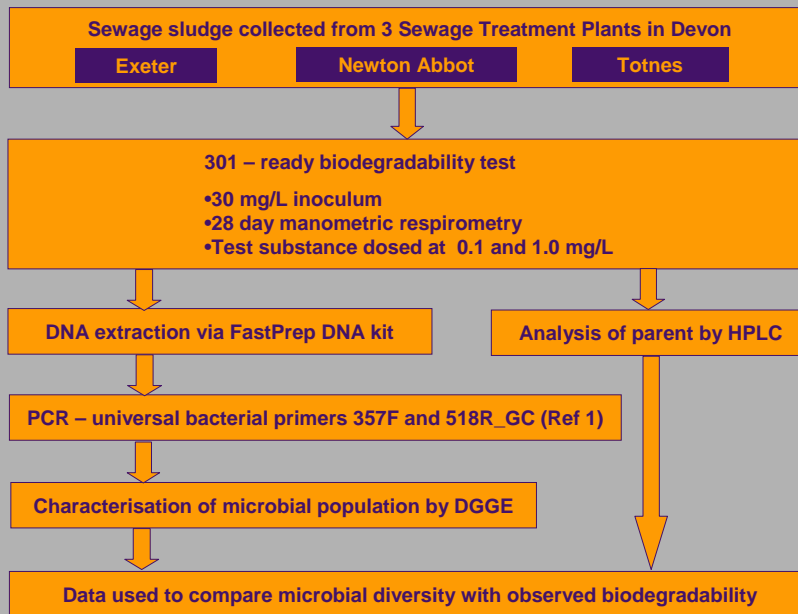 Sewage sludge collected from 3 Sewage Treatment Plants in Devon
Exeter
Newton Abbot
Totnes
301 – ready biodegradability test
•30 mg/L inoculum
•28 day manometric respirometry
•Test substance dosed at  0.1 and 1.0 mg/L
DNA extraction via FastPrep DNA kit
Analysis of parent by HPLC
PCR – universal bacterial primers 357F and 518R_GC (Ref 1)
Characterisation of microbial population by DGGE
Data used to compare microbial diversity with observed biodegradability